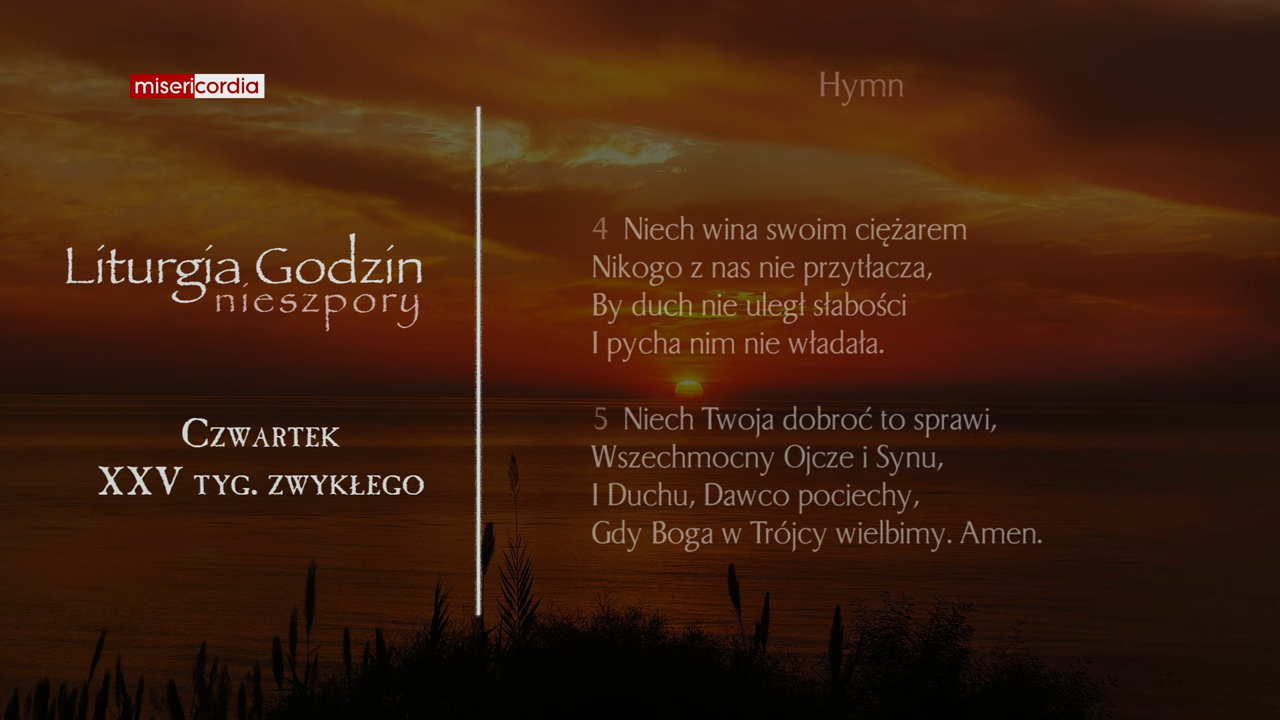 misericordia
Liturgia Godzin
nieszpory
Czwartek
XXV tyg. zwykłego
Hymn
4 Niech wina swoim ciężarem
Nikogo z nas nie przytłacza,
By duch nie uległ słabości
I pycha nim nie władała.
5 Niech Twoja dobroć to sprawi,
Wszechmocny Ojcze i Synu,
I Duchu, Dawco pociechy,
Gdy Boga w Trójcy wielbimy. Amen.